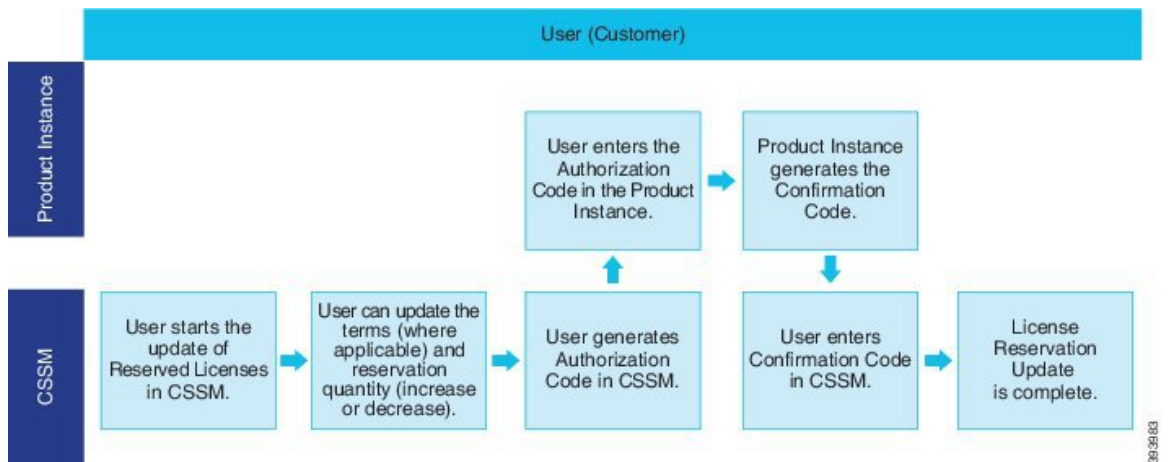 User (Customer)
Product Instance
User enters the
Authorization
Code in the Product
Instance.
Product Instance
generates the
Confirmation
Code.
CSSM
User starts the
update of
Reserved Licenses
in CSSM.
User can update the
terms (where
applicable) and
reservation
quantity (increase
or decrease).
User generates
Authorization
Code in CSSM.
User enters
Confirmation Code
in CSSM.
License
Reservation
Update
is complete.
393983